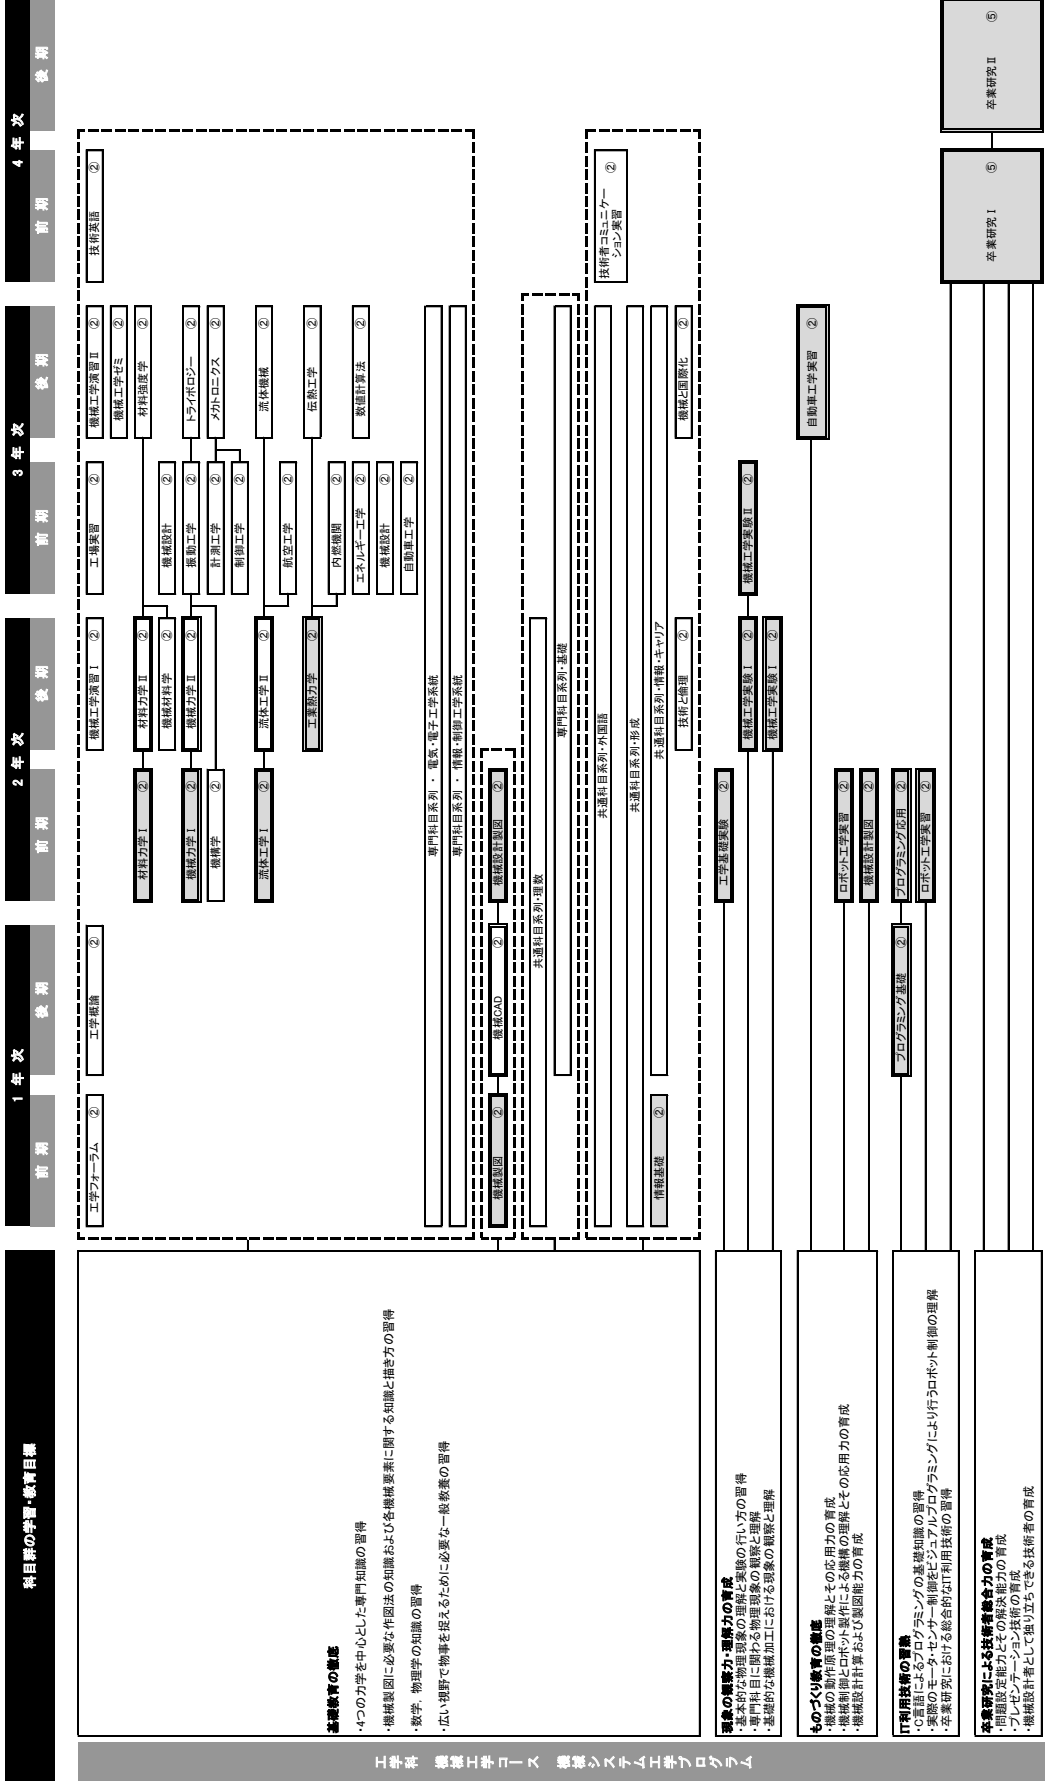 工学科　機械工学コース　機械システム工学プログラム
科目群の学習・教育目標
1 年 次
2 年 次
3 年 次
4 年 次
前 期
後 期
前 期
後 期
前 期
後 期
前 期
後 期
基礎教育の徹底
・4つの力学を中心とした専門知識の習得
・機械製図に必要な作図法の知識および各機械要素に関する知識と描き方の習得
・数学，物理学の知識の習得
・広い視野で物事を捉えるために必要な一般教養の習得
工学フォーラム ②
工学概論 ②
機械工学演習Ⅰ ②
工場実習 ②
機械工学演習Ⅱ ②
技術英語 ②
機械工学ゼミ ②
材料力学Ⅰ ②
材料力学Ⅱ ②
材料強度学 ②
機械材料学 ②
機械設計 ②
機械力学Ⅰ ②
機械力学Ⅱ ②
振動工学 ②
トライボロジー ②
機構学 ②
計測工学 ②
メカトロニクス ②
制御工学 ②
流体工学Ⅰ ②
流体工学Ⅱ ②
流体機械 ②
航空工学 ②
工業熱力学 ②
伝熱工学 ②
内燃機関 ②
エネルギー工学 ②
数値計算法 ②
機械設計 ②
自動車工学 ②
専門科目系列 ・ 電気・電子工学系統
専門科目系列 ・ 情報・制御工学系統
機械製図 ②
機械CAD ②
機械設計製図 ②
共通科目系列・理数
専門科目系列・基礎
共通科目系列・外国語
技術者コミュニケー
ション実習 ②
共通科目系列・形成
情報基礎 ②
共通科目系列・情報・キャリア
技術と倫理 ②
機械と国際化 ②
現象の観察力・理解力の育成
・基本的な物理現象の理解と実験の行い方の習得
・専門科目に関わる物理現象の観察と理解
・基礎的な機械加工における現象の観察と理解
工学基礎実験 ②
機械工学実験Ⅰ ②
機械工学実験Ⅱ ②
機械工学実験Ⅰ ②
ものづくり教育の徹底
・機械の動作原理の理解とその応用力の育成
・機械制御とロボット製作による機構の理解とその応用力の育成
・機械設計計算および製図能力の育成
自動車工学実習 ②
ロボット工学実習 ②
機械設計製図 ②
IT利用技術の習熟
・C言語によるプログラミングの基礎知識の習得
・実際のモータ・センサー制御をビジュアルプログラミングにより行うロボット制御の理解
・卒業研究における総合的なIT利用技術の習得
プログラミング基礎 ②
プログラミング応用 ②
ロボット工学実習 ②
卒業研究による技術者総合力の育成
・問題設定能力とその解決能力の育成
・プレゼンテーション技術の育成
・機械設計者として独り立ちできる技術者の育成
卒業研究Ⅰ ⑤
卒業研究Ⅱ ⑤